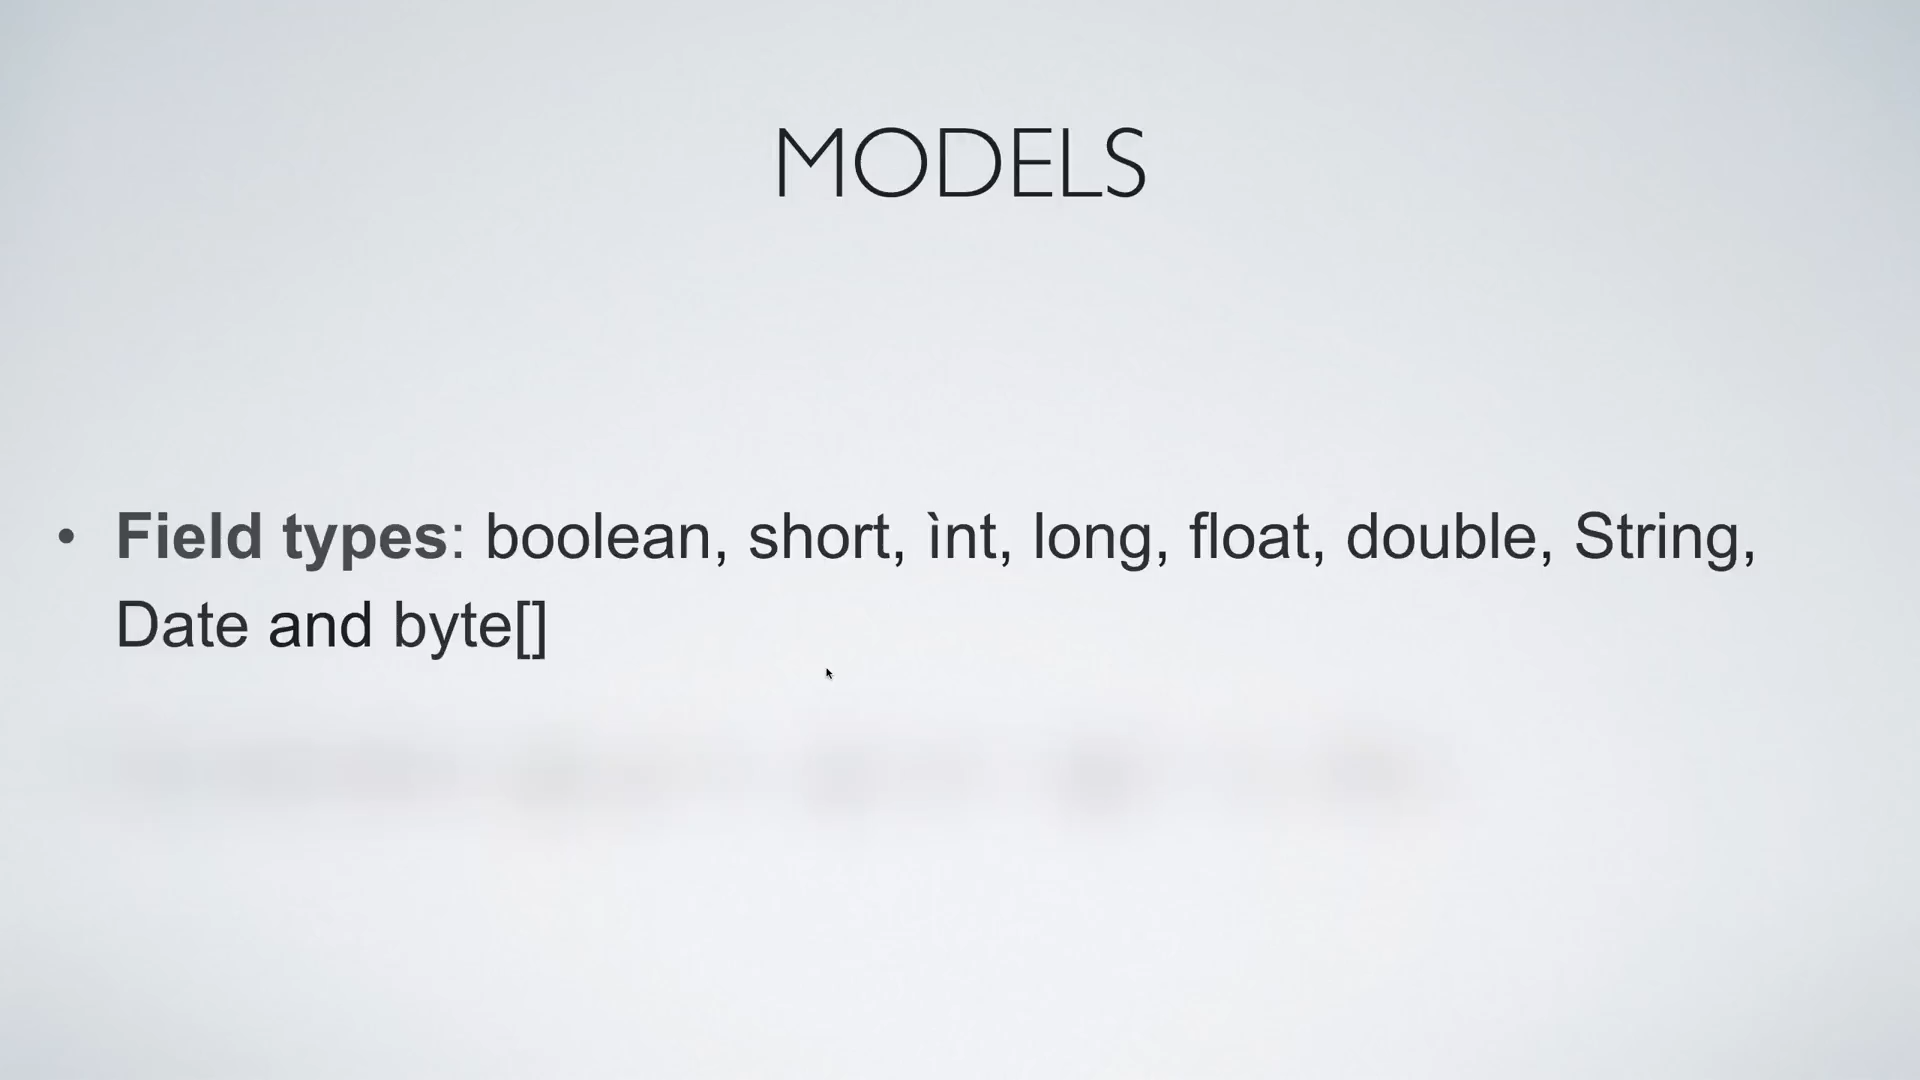 MODELS
• Field types: boolean, short, ìnt, long, float, double, String,
Date and byte[]